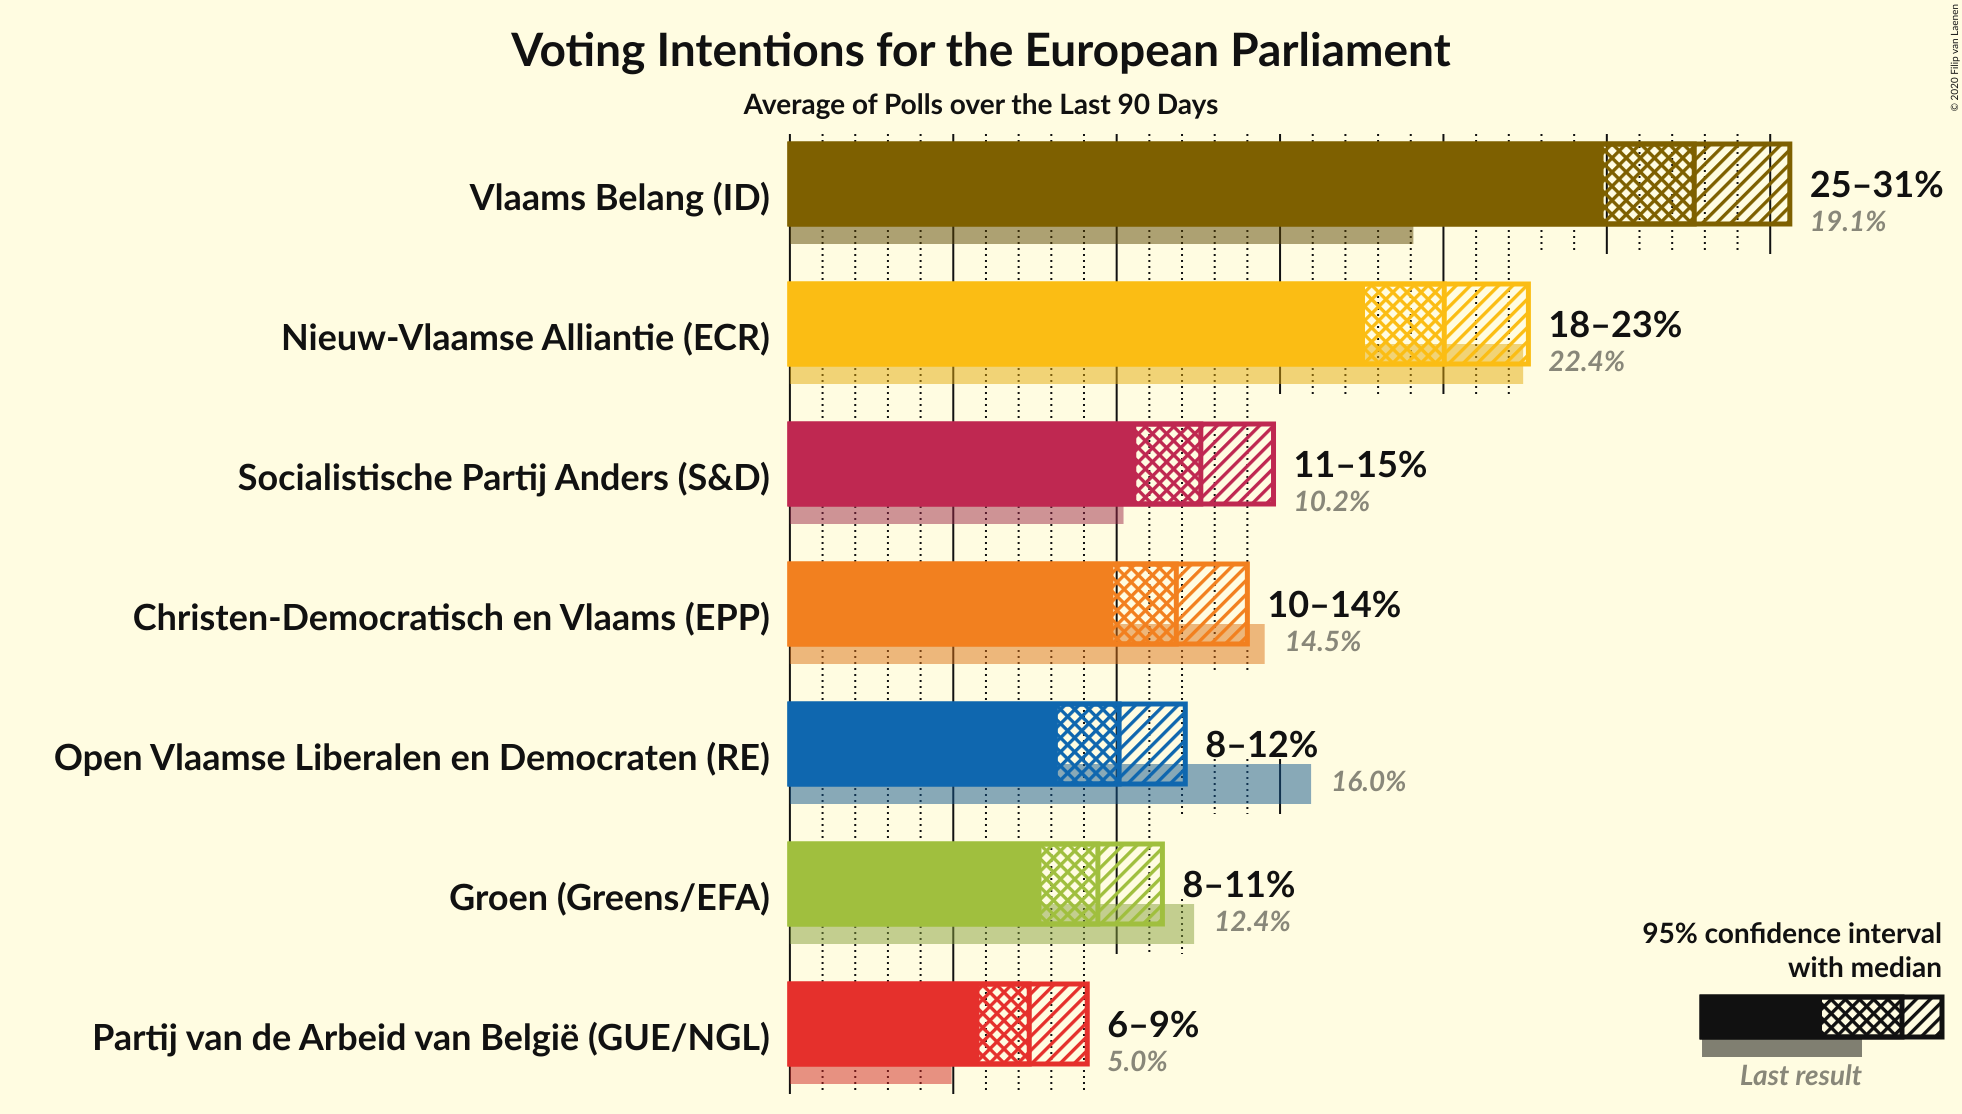 Voting Intentions for the European Parliament
Average of Polls over the Last 90 Days
© 2020 Filip van Laenen
Vlaams Belang (ID)
25–31%
19.1%
Nieuw-Vlaamse Alliantie (ECR)
18–23%
22.4%
Socialistische Partij Anders (S&D)
11–15%
10.2%
Christen-Democratisch en Vlaams (EPP)
10–14%
14.5%
Open Vlaamse Liberalen en Democraten (RE)
8–12%
16.0%
Groen (Greens/EFA)
8–11%
12.4%
Partij van de Arbeid van België (GUE/NGL)
6–9%
5.0%
95% confidence interval
with median
Last result